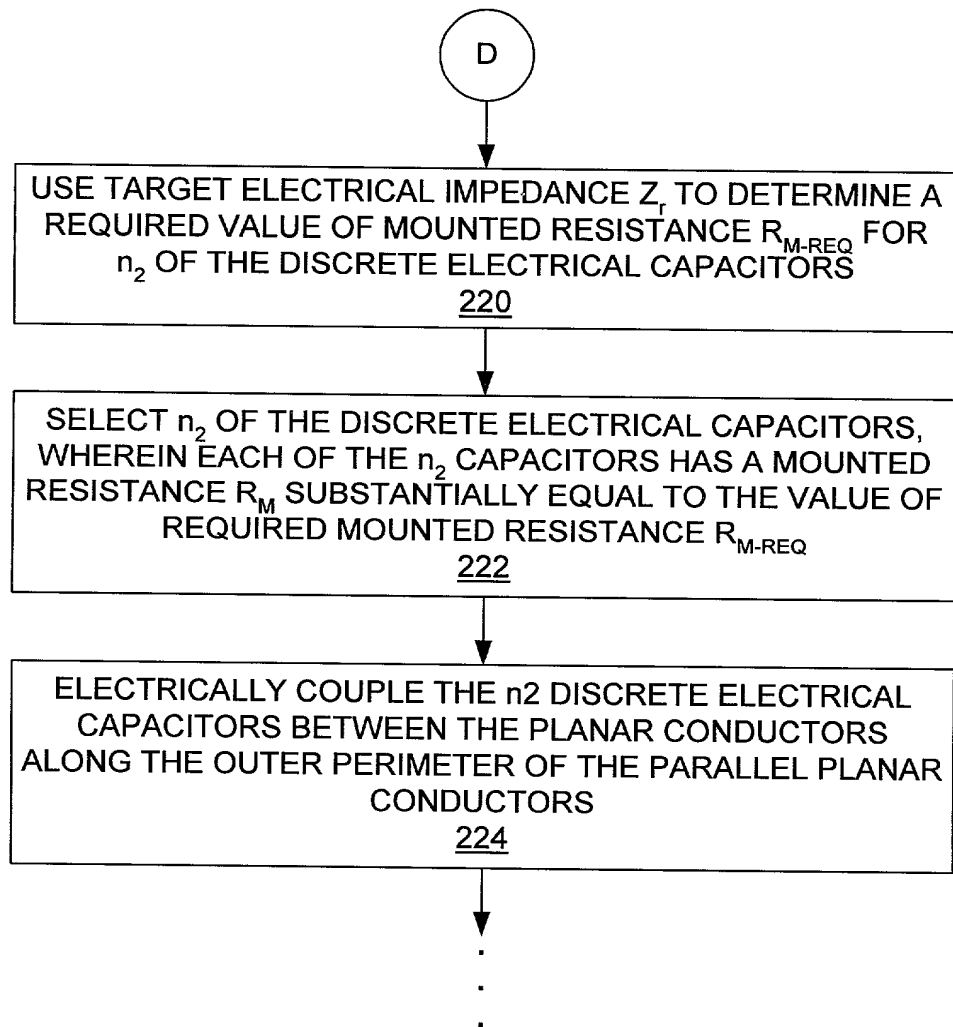 D
USE TARGET ELECTRICAL IMPEDANCE Zr TO DETERMINE A
REQUIRED VALUE OF MOUNTED RESISTANCE RM-REQ FOR
n2 OF THE DISCRETE ELECTRICAL CAPACITORS
220
SELECT n2 OF THE DISCRETE ELECTRICAL CAPACITORS,
WHEREIN EACH OF THE n2 CAPACITORS HAS A MOUNTED
RESISTANCE RM SUBSTANTIALLY EQUAL TO THE VALUE OF
REQUIRED MOUNTED RESISTANCE RM-REQ
222
ELECTRICALLY COUPLE THE n2 DISCRETE ELECTRICAL
CAPACITORS BETWEEN THE PLANAR CONDUCTORS
ALONG THE OUTER PERIMETER OF THE PARALLEL PLANAR
CONDUCTORS
224
.
.
.